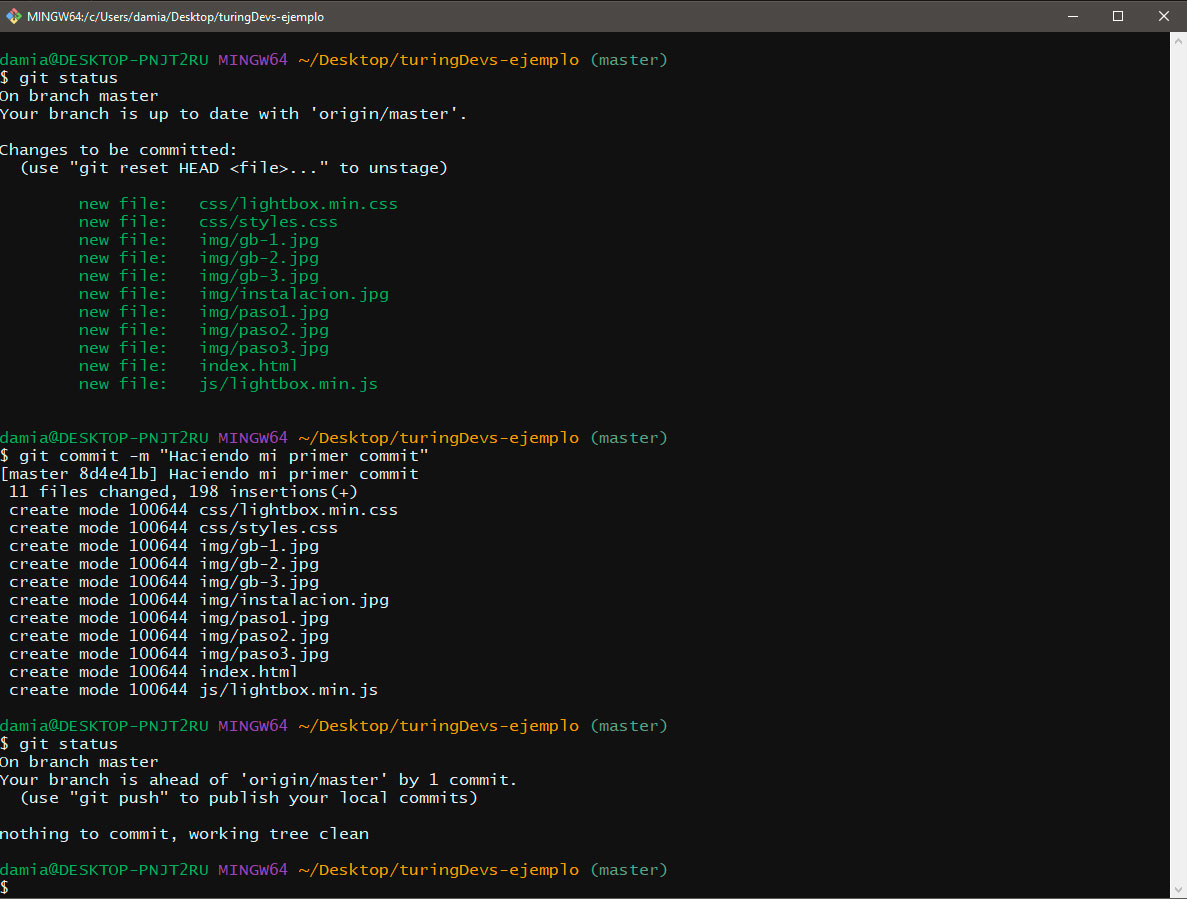 MINGW64:/c/Users/damia/Desktop/turingDevs-ejemplo
damia@DESKTOP-PNJT2RU MINGW64 ~/Desktop/turingDevs-ejemplo (master)
$ git status
On branch master
Your branch is up to date with 'origin/master'.
Changes to be committed:
  (use "git reset HEAD <file>..." to unstage)
        new file:   css/lightbox.min.css
        new file:   css/styles.css
        new file:   img/gb-1.jpg
        new file:   img/gb-2.jpg
        new file:   img/gb-3.jpg
        new file:   img/instalacion.jpg
        new file:   img/paso1.jpg
        new file:   img/paso2.jpg
        new file:   img/paso3.jpg
        new file:   index.html
        new file:   js/lightbox.min.js
damia@DESKTOP-PNJT2RU MINGW64 ~/Desktop/turingDevs-ejemplo (master)
$ git commit -m "Haciendo mi primer commit"
[master 8d4e41b] Haciendo mi primer commit
 11 files changed, 198 insertions(+)
 create mode 100644 css/lightbox.min.css
 create mode 100644 css/styles.css
 create mode 100644 img/gb-1.jpg
 create mode 100644 img/gb-2.jpg
 create mode 100644 img/gb-3.jpg
 create mode 100644 img/instalacion.jpg
 create mode 100644 img/paso1.jpg
 create mode 100644 img/paso2.jpg
 create mode 100644 img/paso3.jpg
 create mode 100644 index.html
 create mode 100644 js/lightbox.min.js
damia@DESKTOP-PNJT2RU MINGW64 ~/Desktop/turingDevs-ejemplo (master)
$ git status
On branch master
Your branch is ahead of 'origin/master' by 1 commit.
  (use "git push" to publish your local commits)
nothing to commit, working tree clean
damia@DESKTOP-PNJT2RU MINGW64 ~/Desktop/turingDevs-ejemplo (master)
$